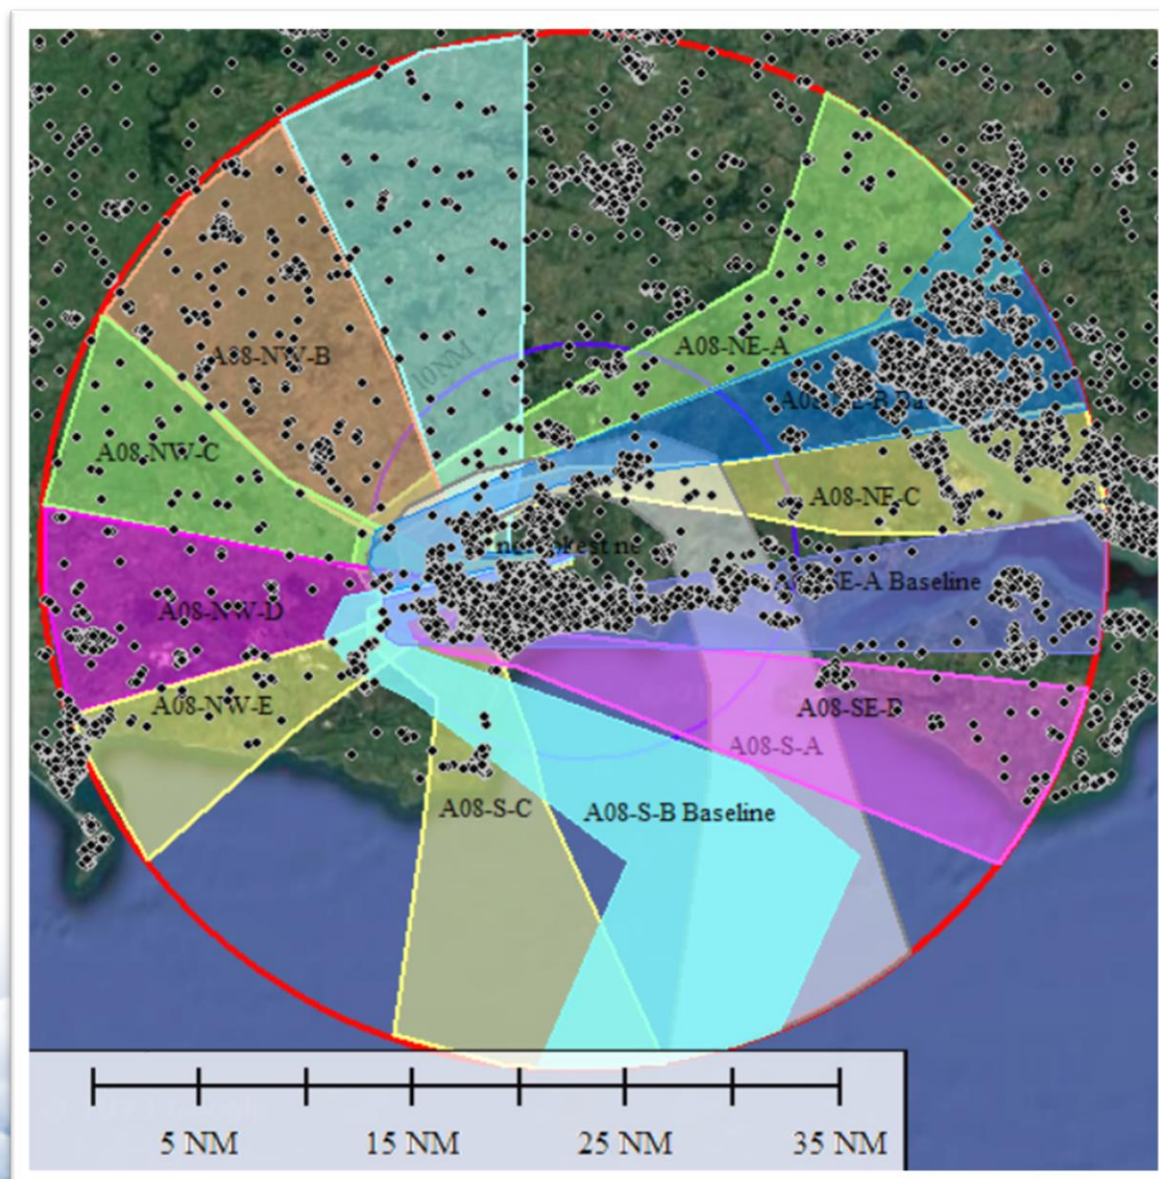 A08-NE-A
A08-NW-B
10NM
A08-NW-C
A08-NE-C
A08-NW-D
SE-A Baseline
A08-NW-E
A08-S-A
A08-S-C
A08-S-B Baseline
5 NM
15 NM
25 NM
35 NM